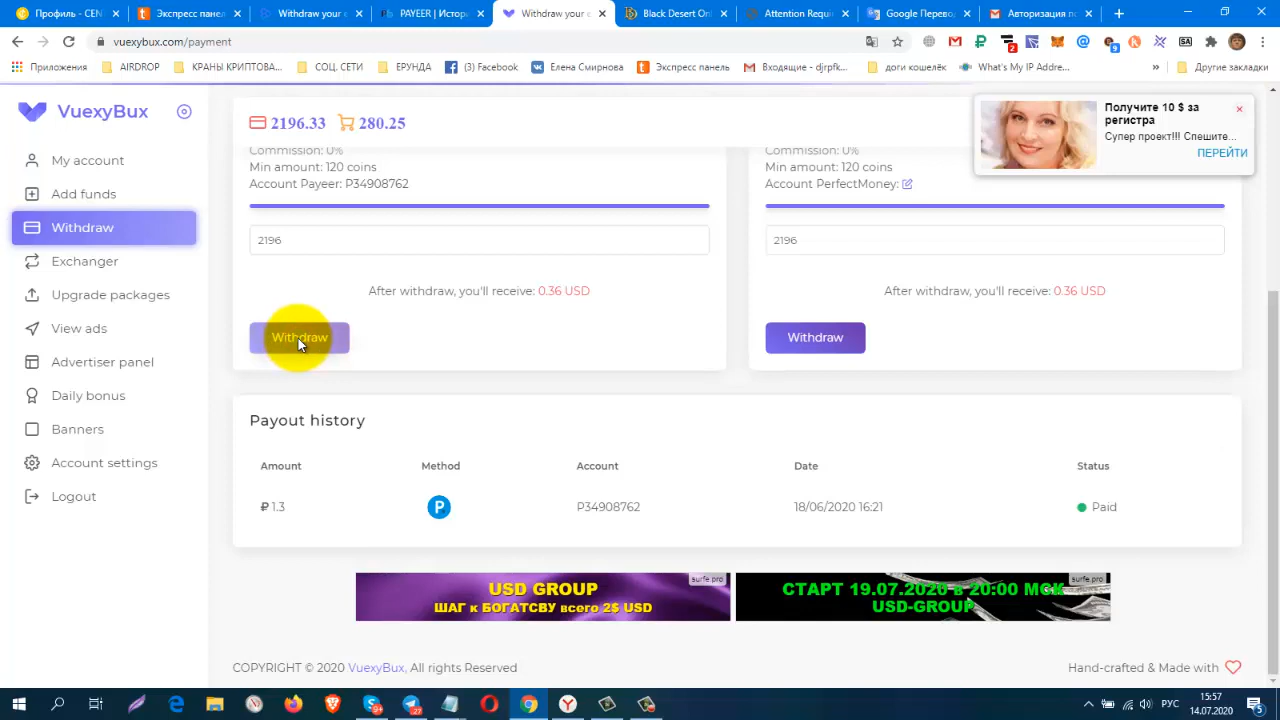 Профиль - CEN
Экспресс панел
Withdraw your e
PAYEER | Истор
Withdraw your e
Black Desert Onl
Attention Requi
Google Перевод
Авторизация по
vuexybux.com/payment
Приложения
AIRDROP
КРАНЫ КРИПТОВА...
СОЦ. СЕТИ
ЕРУНДА
(3) Facebook
Елена Смирнова
Экспресс панель
Входящие - djrpfk...
доги кошелёк
What's My IP Addre...
»
Другие закладки
VuexyBux
My account
Add funds
Withdraw
Exchanger
Upgrade packages
View ads
Advertiser panel
Daily bonus
Banners
Account settings
Logout
2196.33 280.25
Получите 10 $ за
регистра
Супер проект!!! Спешите...
ПЕРЕЙТИ
Commission: 0%
Min amount: 120 coins
Account Payeer: P34908762
2196
After withdraw, you'll receive: 0.36 USD
Withdraw
Commission: 0%
Min amount: 120 coins
Account PerfectMoney:
2196
After withdraw, you'll receive: 0.36 USD
Withdraw
Payout history
Amount Method Account Date Status
₽ 1.3 P P34908762 18/06/2020 16:21 Paid
USD GROUP
ШАГ к БОГАТСВУ всего 2$ USD
surfe.pro
СТАРТ 19.07.2020 в 20:00 МСК
USD-GROUP
surfe.pro
COPYRIGHT © 2020 VuexyBux, All rights Reserved
Hand-crafted & Made with
РУС
15:57
14.07.2020